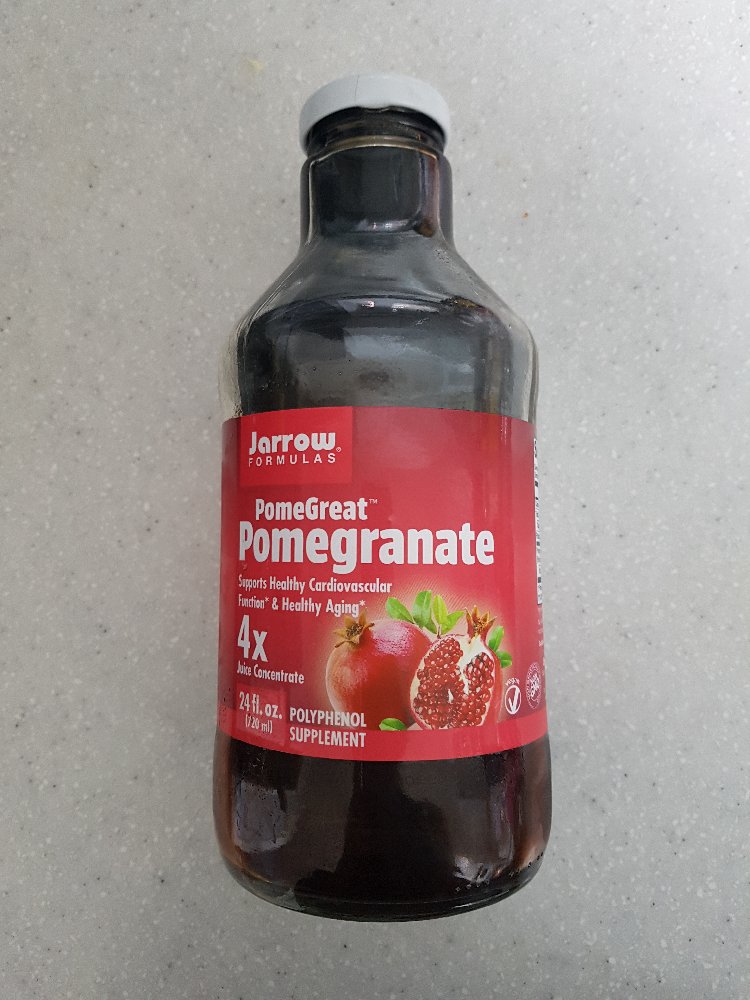 Jarrow®
FORMULAS
PomeGreat™
Pomegranate
Supports Healthy Cardiovascular
Function* & Healthy Aging*
4x
Juice Concentrate
24 fl. oz.
(720 ml)
POLYPHENOL
SUPPLEMENT